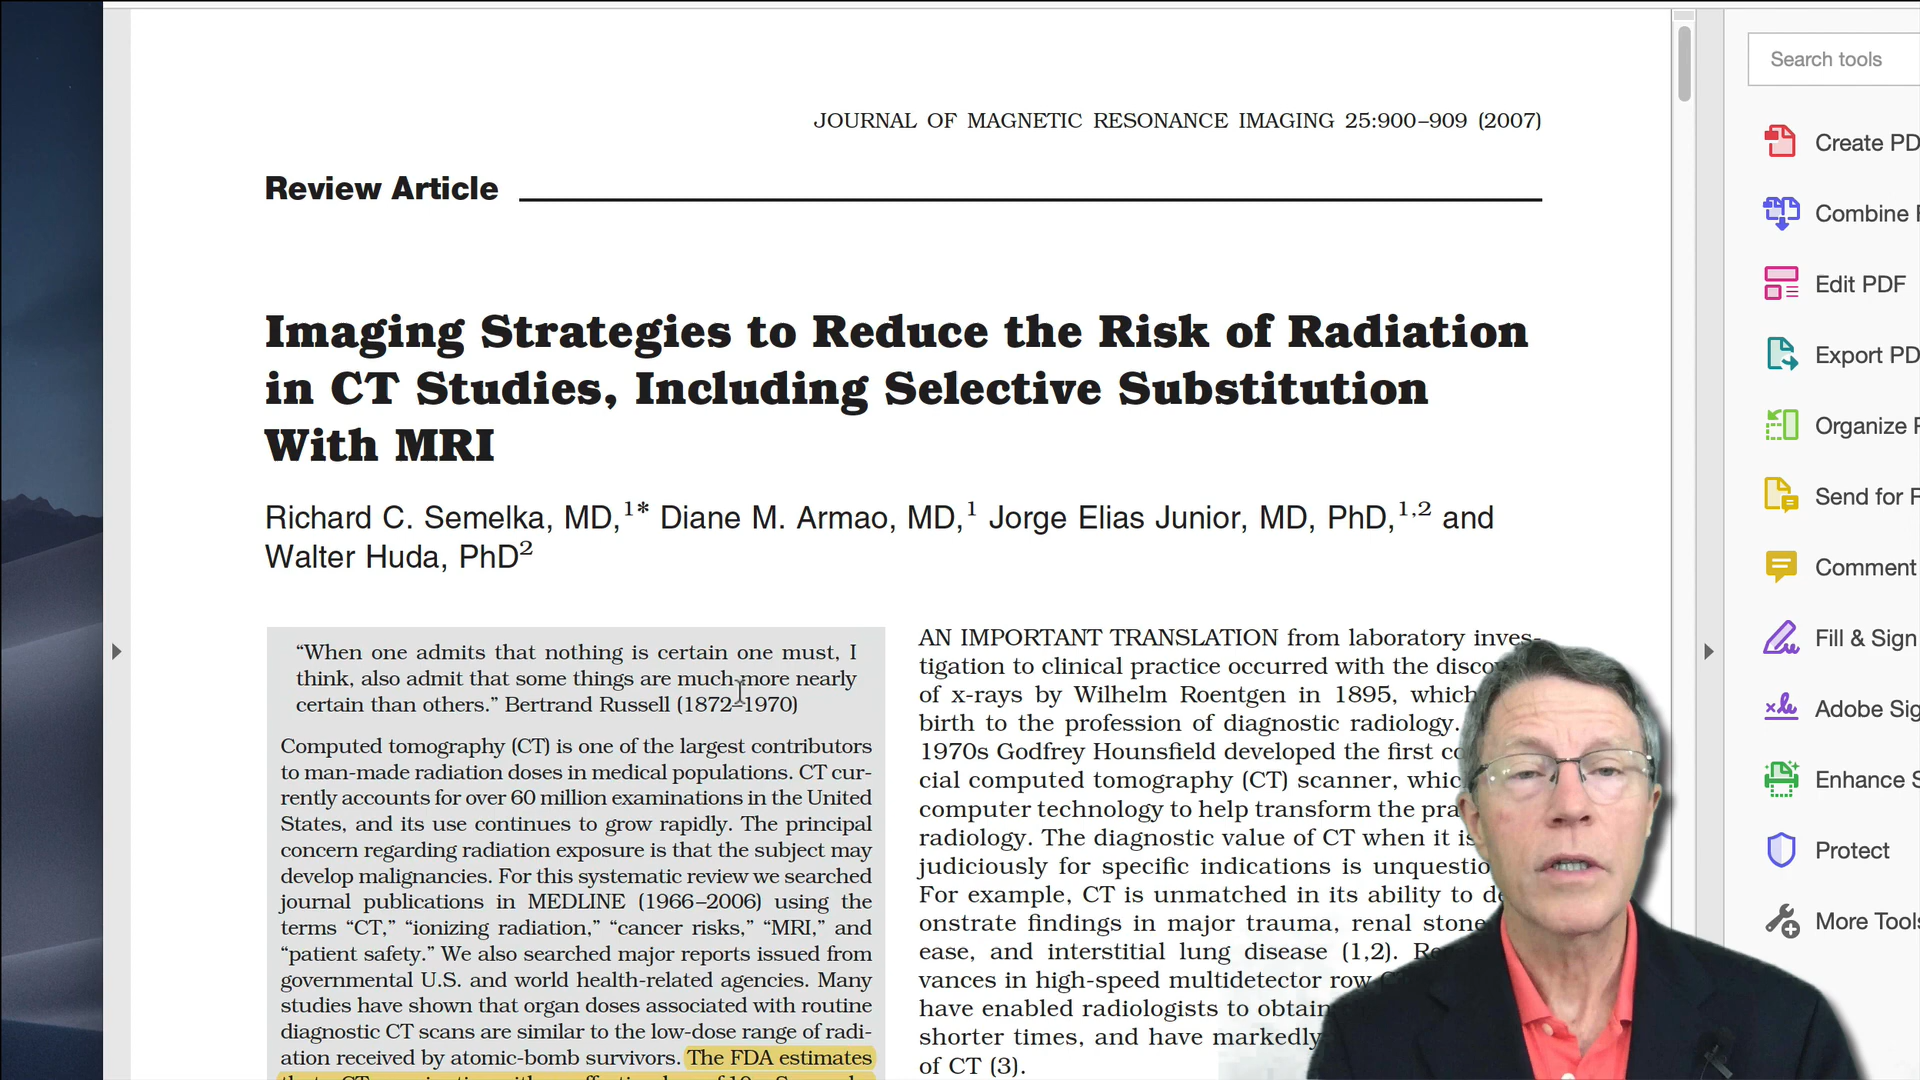 JOURNAL OF MAGNETIC RESONANCE IMAGING 25:900–909 (2007)
Review Article
Imaging Strategies to Reduce the Risk of Radiation
in CT Studies, Including Selective Substitution
With MRI
Richard C. Semelka, MD,1* Diane M. Armao, MD,1 Jorge Elias Junior, MD, PhD,1,2 and
Walter Huda, PhD2
“When one admits that nothing is certain one must, I
think, also admit that some things are much more nearly
certain than others.” Bertrand Russell (1872–1970)
Computed tomography (CT) is one of the largest contributors
to man-made radiation doses in medical populations. CT cur-
rently accounts for over 60 million examinations in the United
States, and its use continues to grow rapidly. The principal
concern regarding radiation exposure is that the subject may
develop malignancies. For this systematic review we searched
journal publications in MEDLINE (1966–2006) using the
terms “CT,” “ionizing radiation,” “cancer risks,” “MRI,” and
“patient safety.” We also searched major reports issued from
governmental U.S. and world health-related agencies. Many
studies have shown that organ doses associated with routine
diagnostic CT scans are similar to the low-dose range of radi-
ation received by atomic-bomb survivors. The FDA estimates
AN IMPORTANT TRANSLATION from laboratory inves-
tigation to clinical practice occurred with the disco
of x-rays by Wilhelm Roentgen in 1895, which
birth to the profession of diagnostic radiology.
1970s Godfrey Hounsfield developed the first co
cial computed tomography (CT) scanner, whic
computer technology to help transform the pra
radiology. The diagnostic value of CT when it is
judiciously for specific indications is unquestio
For example, CT is unmatched in its ability to de
onstrate findings in major trauma, renal stone
ease, and interstitial lung disease (1,2). Re
vances in high-speed multidetector row
have enabled radiologists to obtain
shorter times, and have markedly
of CT (3).
Search tools
Create PD
Combine F
Edit PDF
Export PD
Organize P
Send for
Comment
Fill & Sign
Adobe Sig
Enhance S
Protect
More Tools